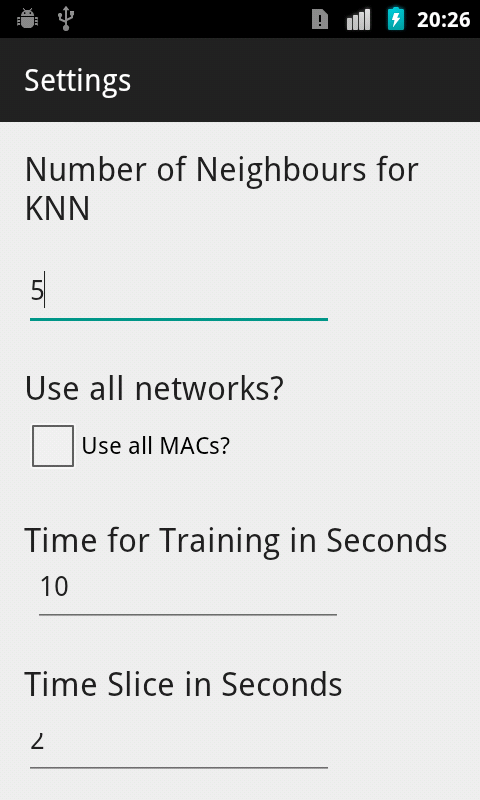 20:26
Settings
Number of Neighbours for
KNN
5
Use all networks?
Use all MACs?
Time for Training in Seconds
10
Time Slice in Seconds
2